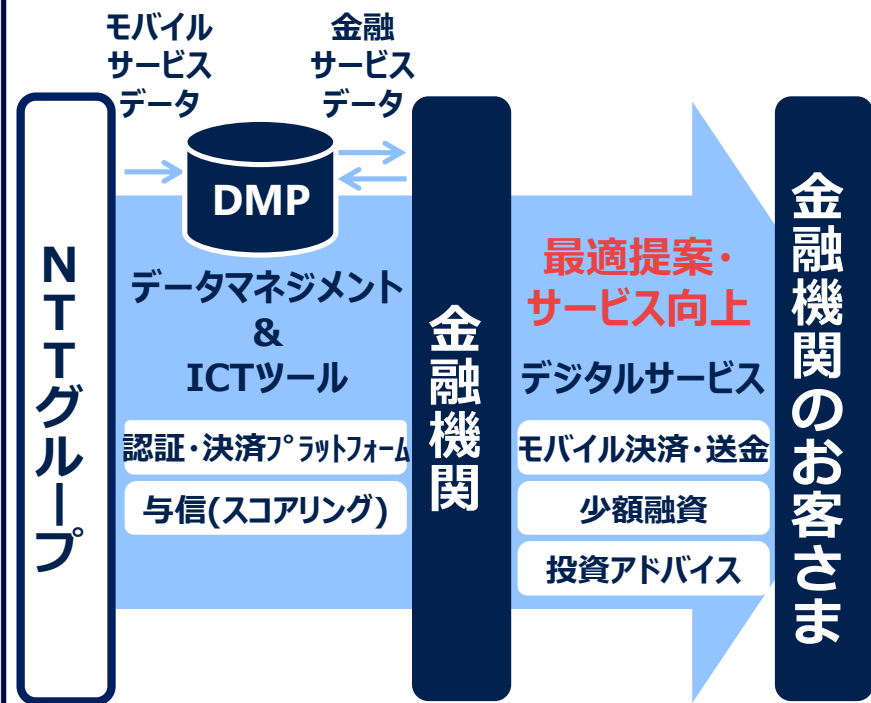 モバイル
サービス
データ
金融
サービス
データ
NTTグループ
DMP
データマネジメント
&
ICTツール
認証・決済プラットフォーム
与信(スコアリング)
金融機関
最適提案・
サービス向上
デジタルサービス
モバイル決済・送金
少額融資
投資アドバイス
金融機関のお客さま